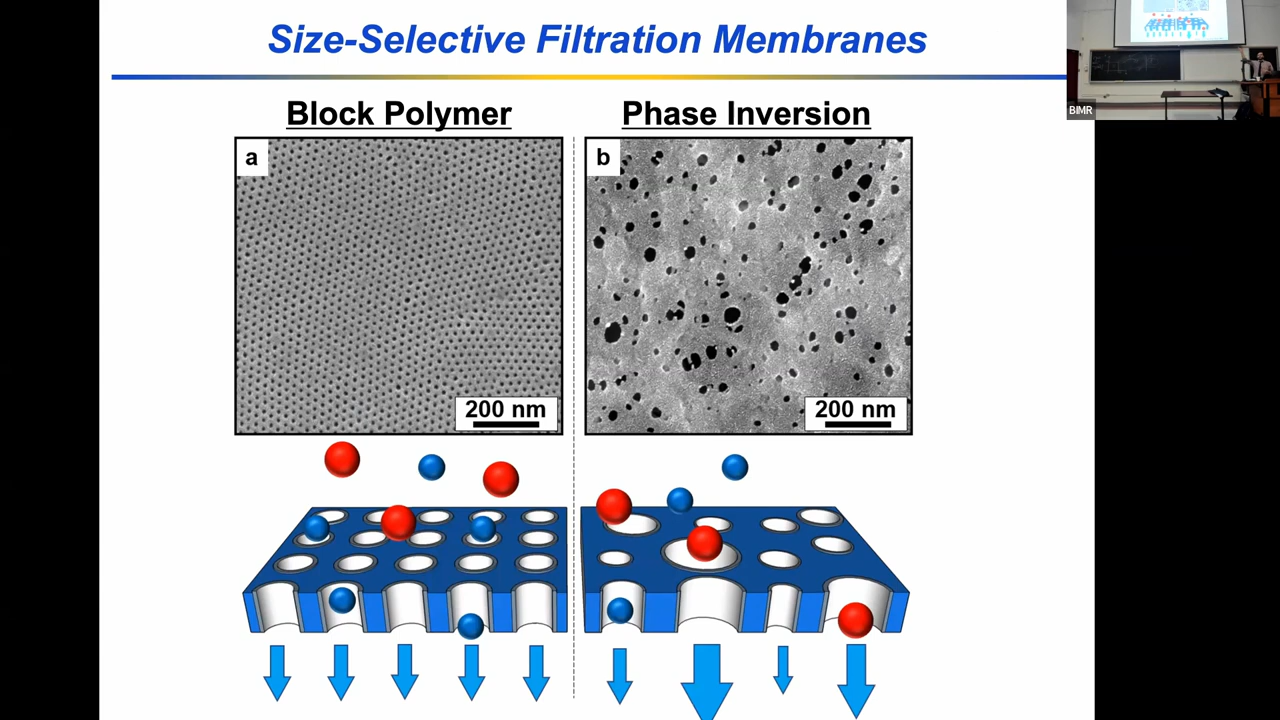 Size-Selective Filtration Membranes
Block Polymer
Phase Inversion
a
b
200 nm
200 nm
BIMR